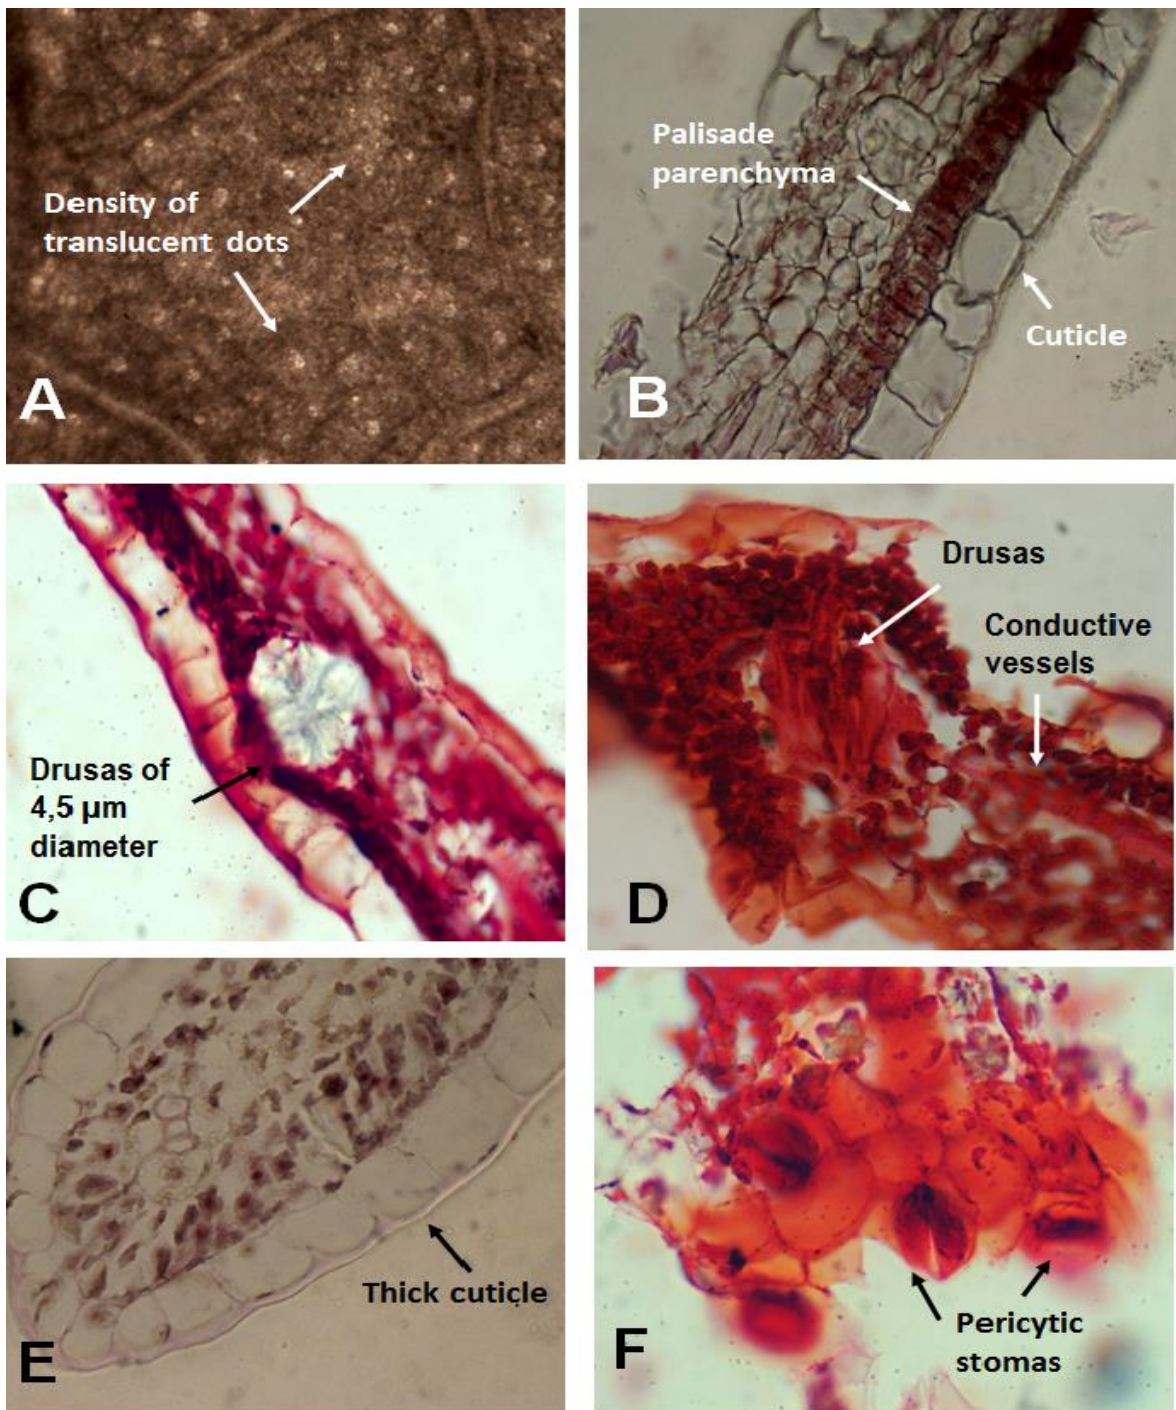 Density of
translucent dots
A
Palisade
parenchyma
Cuticle
B
Drusas of
4,5 µm
diameter
C
Drusas
Conductive
vessels
D
Thick cuticle
E
Pericytic
stomas
F